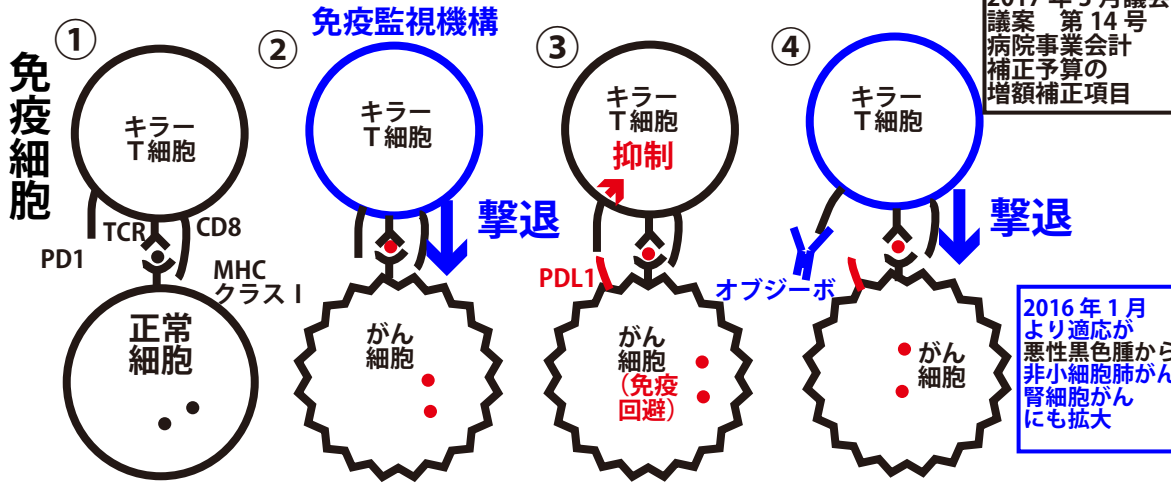 免疫細胞
①
キラー
T細胞
PD1
TCR
CD8
MHC
クラスⅠ
正常
細胞
②
免疫監視機構
キラー
T細胞
撃退
がん
細胞
③
キラー
T細胞
抑制
PDL1
がん
細胞
(免疫
回避)
④
キラー
T細胞
撃退
オブジーボ
がん
細胞
議案 第14号
病院事業会計
補正予算の
増額補正項目
2016年1月
より適応が
悪性黒色腫から
非小細胞肺がん
腎細胞がん
にも拡大